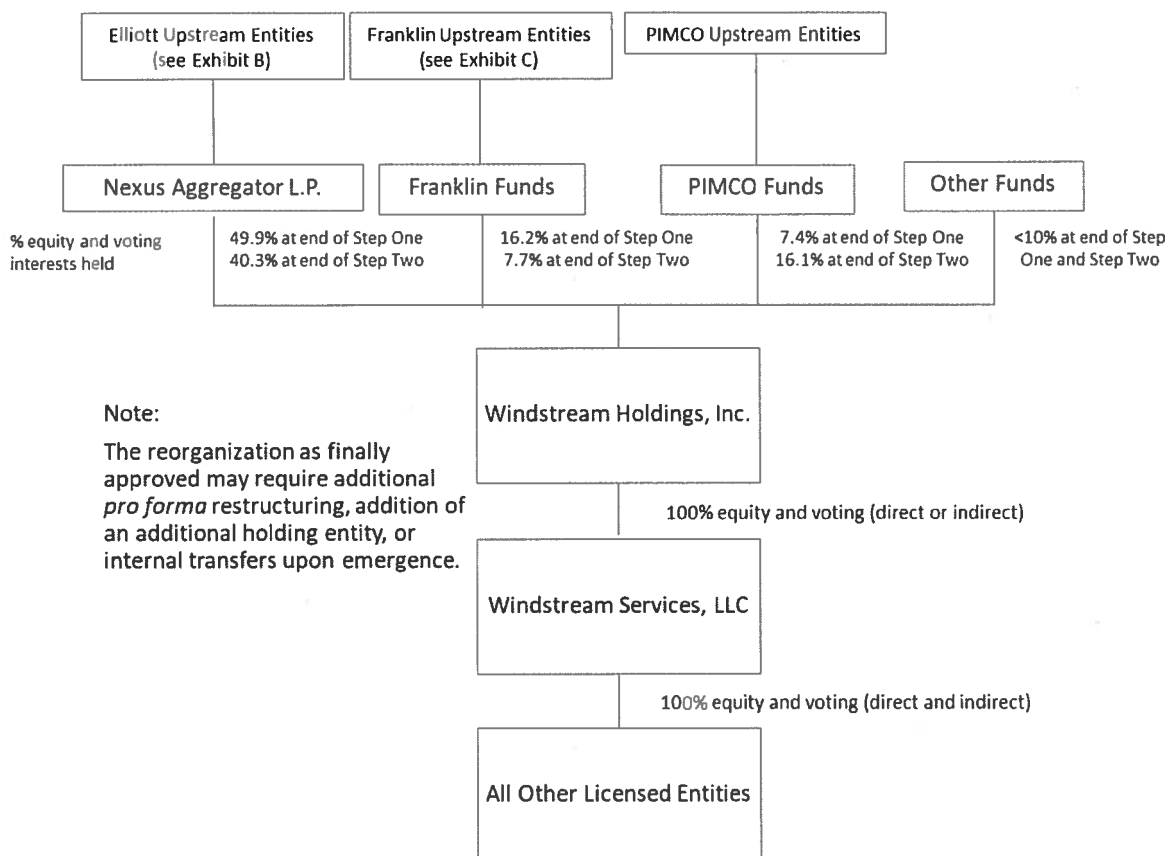 Elliott Upstream Entities
(see Exhibit B)
Franklin Upstream Entities
(see Exhibit C)
PIMCO Upstream Entities
Nexus Aggregator L.P.
Franklin Funds
PIMCO Funds
Other Funds
% equity and voting
interests held
49.9% at end of Step One
40.3% at end of Step Two
16.2% at end of Step One
7.7% at end of Step Two
7.4% at end of Step One
16.1% at end of Step Two
<10% at end of Step
One and Step Two
Windstream Holdings, Inc.
Note:
The reorganization as finally
approved may require additional
pro forma restructuring, addition of
an additional holding entity, or
internal transfers upon emergence.
100% equity and voting (direct or indirect)
Windstream Services, LLC
100% equity and voting (direct and indirect)
All Other Licensed Entities